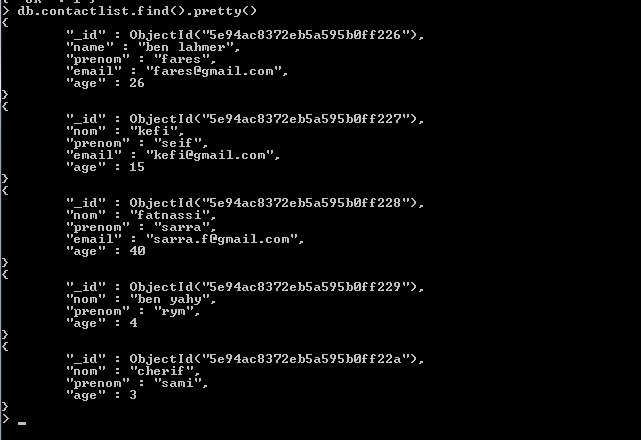 { "ok" : 1 }
> db.contactlist.find().pretty()
{
"_id" : ObjectId("5e94ac8372eb5a595b0ff226"),
"name" : "ben lahmer",
"prenom" : "fares",
"email" : "fares@gmail.com",
"age" : 26
}
{
"_id" : ObjectId("5e94ac8372eb5a595b0ff227"),
"nom" : "kefi",
"prenom" : "seif",
"email" : "kefi@gmail.com",
"age" : 15
}
{
"_id" : ObjectId("5e94ac8372eb5a595b0ff228"),
"nom" : "fatnassi",
"prenom" : "sarra",
"email" : "sarra.f@gmail.com",
"age" : 40
}
{
"_id" : ObjectId("5e94ac8372eb5a595b0ff229"),
"nom" : "ben yahy",
"prenom" : "rym",
"age" : 4
}
{
"_id" : ObjectId("5e94ac8372eb5a595b0ff22a"),
"nom" : "cherif",
"prenom" : "sami",
"age" : 3
}
> _